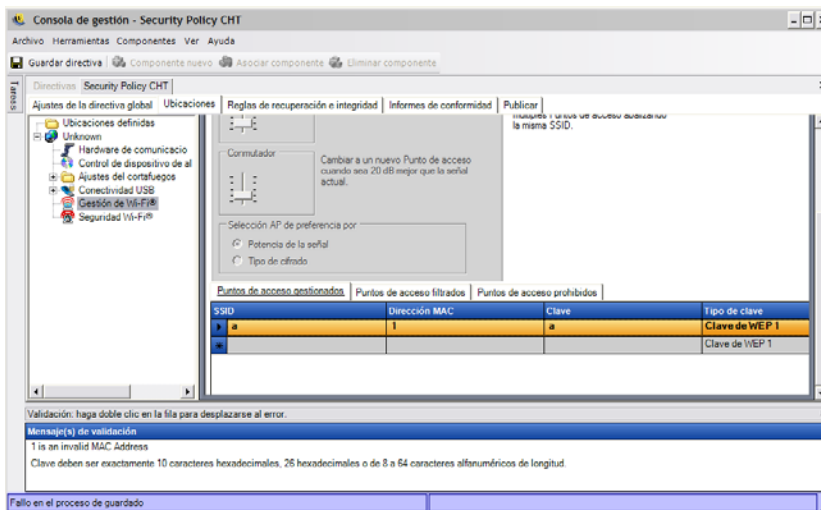 Consola de gestión - Security Policy CHT
Archivo Herramientas Componentes Ver Ayuda
Guardar directiva Componente nuevo Asociar componente Eliminar componente
Tareas
Directivas Security Policy CHT
Ajustes de la directiva global Ubicaciones Reglas de recuperación e integridad Informes de conformidad Publicar
Ubicaciones definidas
Unknown
Hardware de comunicacio
Control de dispositivo de al
Ajustes del cortafuegos
Conectividad USB
Gestión de Wi-Fi®
Seguridad Wi-Fi®
múltiples Puntos de acceso
la misma SSID.
Conmutador
Cambiar a un nuevo Punto de acceso
cuando sea 20 dB mejor que la señal
actual.
Selección AP de preferencia por
Potencia de la señal
Tipo de cifrado
Puntos de acceso gestionados Puntos de acceso filtrados Puntos de acceso prohibidos
SSID Dirección MAC Clave Tipo de clave
a 1 a Clave de WEP 1
Clave de WEP 1
Validación: haga doble clic en la fila para desplazarse al error.
Mensaje(s) de validación
1 is an invalid MAC Address
Clave deben ser exactamente 10 caracteres hexadecimales, 26 hexadecimales o de 8 a 64 caracteres alfanuméricos de longitud.
Fallo en el proceso de guardado